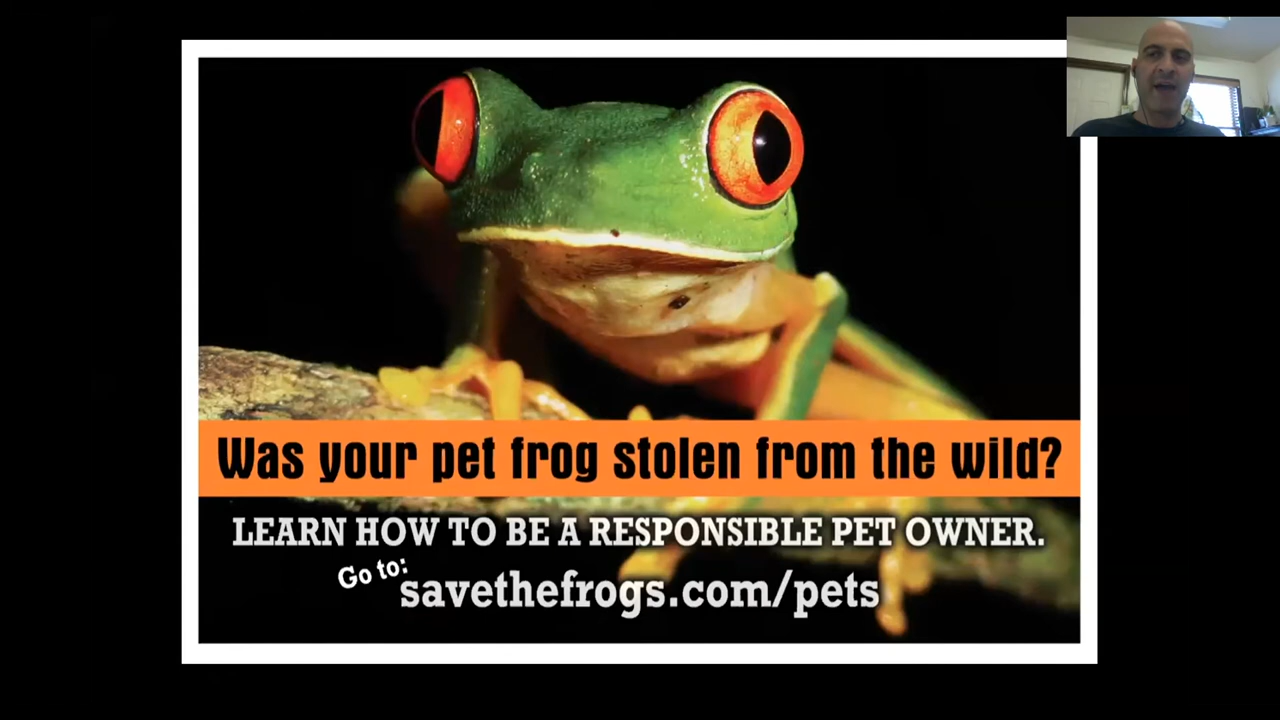 Was your pet frog stolen from the wild?
LEARN HOW TO BE A RESPONSIBLE PET OWNER.
Go to:
savethefrogs.com/pets